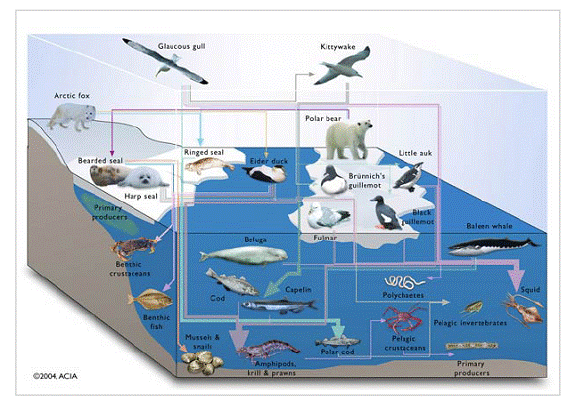 Glaucous gull
Kittywake
Arctic fox
Polar bear
Ringed seal
Little auk
Bearded seal
Eider duck
Brünnich's
guillemot
Harp seal
Primary
producers
Black
guillemot
Fulmar
Beluga
Baleen whale
Benthic
crustaceans
Cod
Capelin
Polychaetes
Squid
Benthic
fish
Pelagic invertebrates
Mussels &
snails
Pelagic
crustaceans
Amphipods,
krill & prawns
Polar cod
Primary
producers
©2004, ACIA